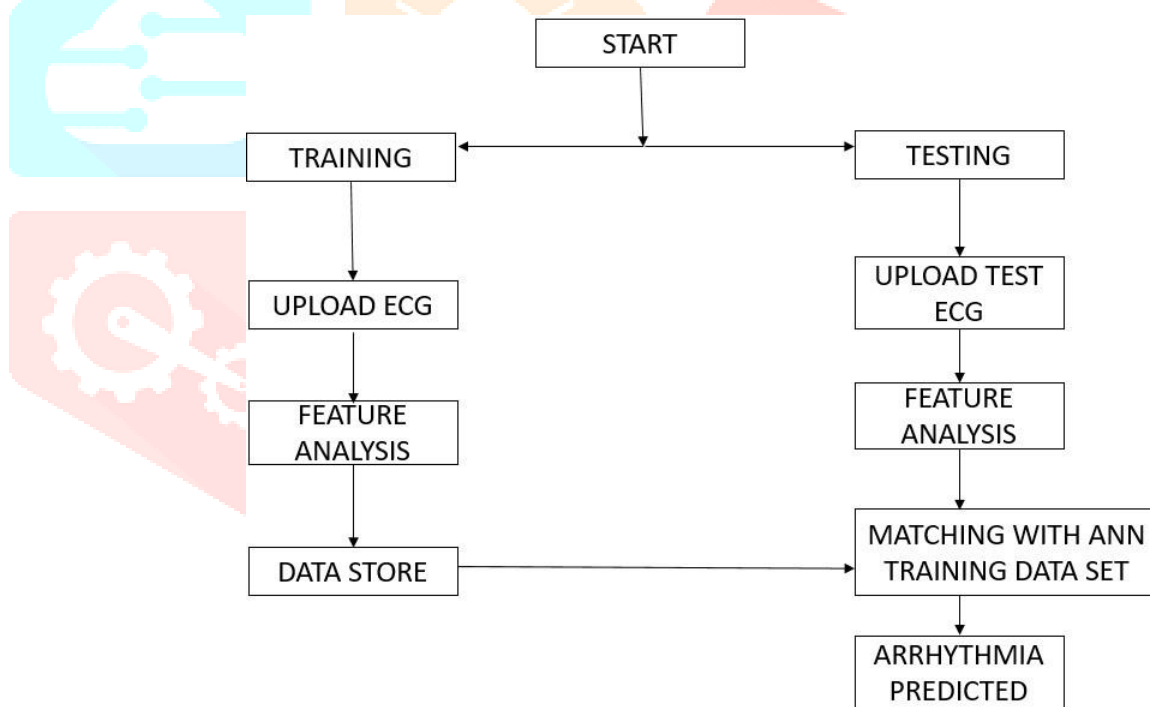 START
TRAINING
TESTING
UPLOAD ECG
UPLOAD TEST
ECG
FEATURE
ANALYSIS
FEATURE
ANALYSIS
DATA STORE
MATCHING WITH ANN
TRAINING DATA SET
ARRHYTHMIA
PREDICTED